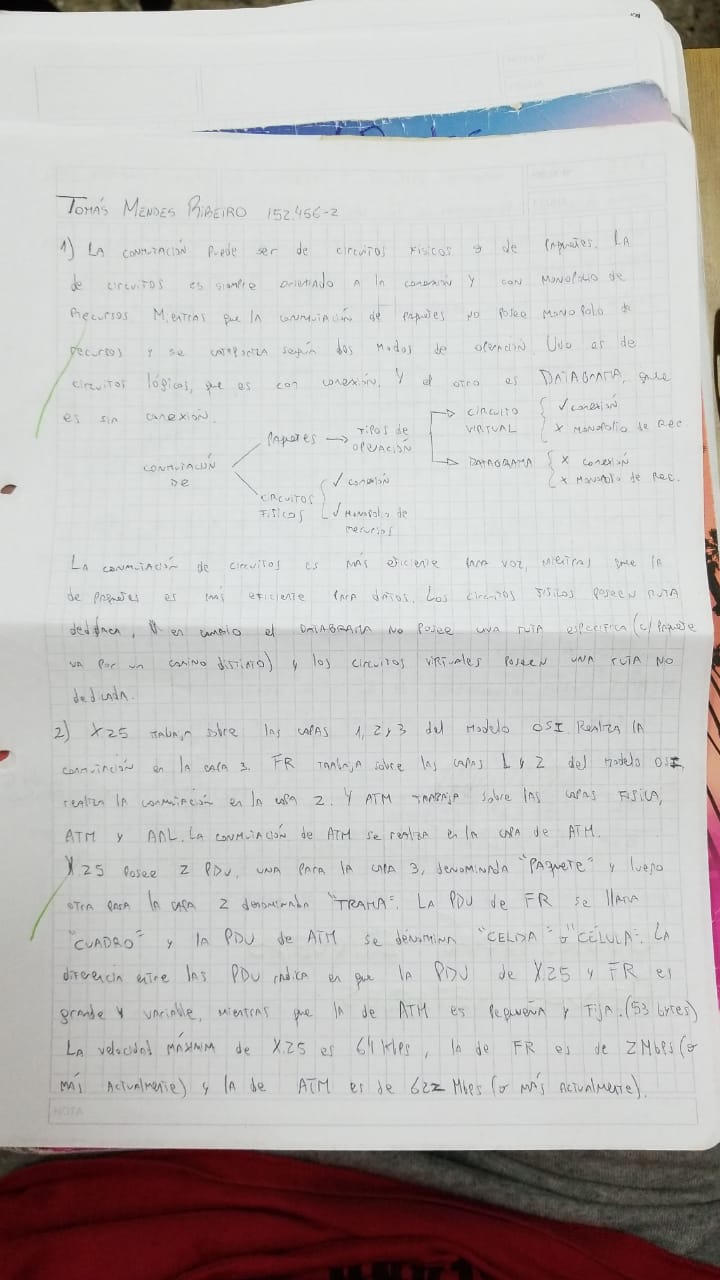 TOMÁS MENDES RIBEIRO 152.456-2
1) LA CONMUTACIÓN PUEDE SER DE CIRCUITOS FISICOS O DE PAQUETES. LA
DE CIRCUITOS ES SIEMPRE ORIENTADO A LA CONEXIÓN Y CON MONOPOLIO DE
RECURSOS MIENTRAS QUE LA CONMUTACIÓN DE PAQUETES NO POSEE MONOPOLIO DE
RECURSOS Y SE CATEGORIZA SEGÚN DOS MODOS DE OPERACIÓN. UNO ES DE
CIRCUITOS LÓGICOS, QUE ES CON CONEXIÓN. Y EL OTRO ES DATAGRAMA, QUE
ES SIN CONEXIÓN.
CONMUTACIÓN DE
PAPETES → TIPOS DE OPERACIÓN
CIRCUITO VIRTUAL
✓ CONEXIÓN
x MONOPOLIO DE REC.
DATAGRAMA
x CONEXIÓN
x MONOPOLIO DE REC.
CIRCUITOS FISICOS
✓ CONEXIÓN
✓ MONOPOLIO DE RECURSOS
LA CONMUTACIÓN DE CIRCUITOS ES MÁS EFICIENTE PARA VOZ, MIENTRAS QUE LA
DE PAQUETES ES MÁS EFICIENTE PARA DATOS. LOS CIRCUITOS FISICOS POSEEN RUTA
DEDICADA, EN CAMBIO EL DATAGRAMA NO POSEE UNA RUTA ESPECIFICA (C/ PAQUETE
VA POR UN CAMINO DISTINTO) Y LOS CIRCUITOS VIRTUALES POSEEN UNA RUTA NO
DEDICADA.
2) X25 TRABAJA SOBRE LAS CAPAS 1, 2 Y 3 DEL MODELO OSI. REALIZA LA
CONMUTACIÓN EN LA CAPA 3. FR TRABAJA SOBRE LAS CAPAS 1 Y 2 DEL MODELO OSI,
REALIZA LA CONMUTACIÓN EN LA CAPA 2. Y ATM TRABAJA SOBRE LAS CAPAS FISICA,
ATM Y AAL. LA CONMUTACIÓN DE ATM SE REALIZA EN LA CAPA DE ATM.
X25 POSEE 2 PDU, UNA PARA LA CAPA 3, DENOMINADA "PAQUETE" Y LUEGO
OTRA PARA LA CAPA 2 DENOMINADA "TRAMA". LA PDU DE FR SE LLAMA
"CUADRO" Y LA PDU DE ATM SE DENOMINA "CELDA" O "CÉLULA". LA
DIFERENCIA ENTRE LAS PDU RADICA EN QUE LA PDU DE X25 Y FR ES
GRANDE Y VARIABLE, MIENTRAS QUE LA DE ATM ES PEQUEÑA Y FIJA. (53 BYTES)
LA VELOCIDAD MÁXIMA DE X.25 ES 64 Kbps, LA DE FR ES DE 2 Mbps (O
MÁS ACTUALMENTE) Y LA DE ATM ES DE 622 Mbps (O MÁS ACTUALMENTE).
NOTA